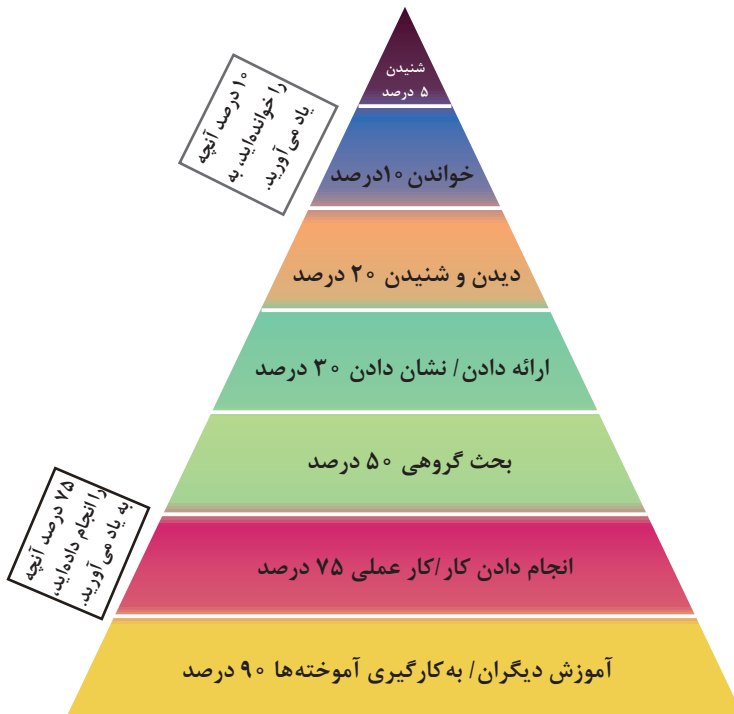 شنیدن
۵ درصد
۱۰ درصد آنچه
را خوانده‌اید، به
یاد می‌آورید.
خواندن ۱۰درصد
دیدن و شنیدن ۲۰ درصد
ارائه دادن/ نشان دادن ۳۰ درصد
بحث گروهی ۵۰ درصد
۷۵ درصد آنچه
را انجام داده‌اید،
به یاد می‌آورید.
انجام دادن کار/کار عملی ۷۵ درصد
آموزش دیگران/ به‌کارگیری آموخته‌ها ۹۰ درصد